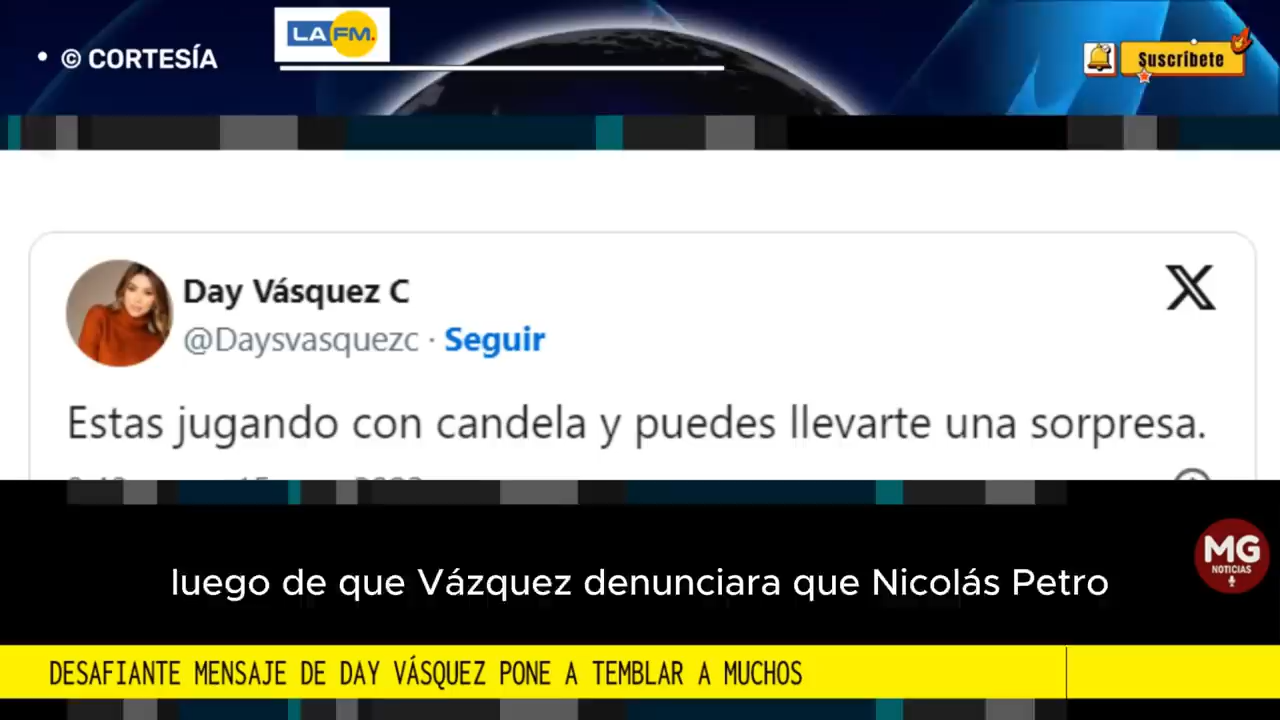 • © CORTESÍA
LA FM.
Suscríbete
Day Vásquez C
@Daysvasquezc · Seguir
Estas jugando con candela y puedes llevarte una sorpresa.
luego de que Vázquez denunciara que Nicolás Petro
MG
NOTICIAS
DESAFIANTE MENSAJE DE DAY VÁSQUEZ PONE A TEMBLAR A MUCHOS